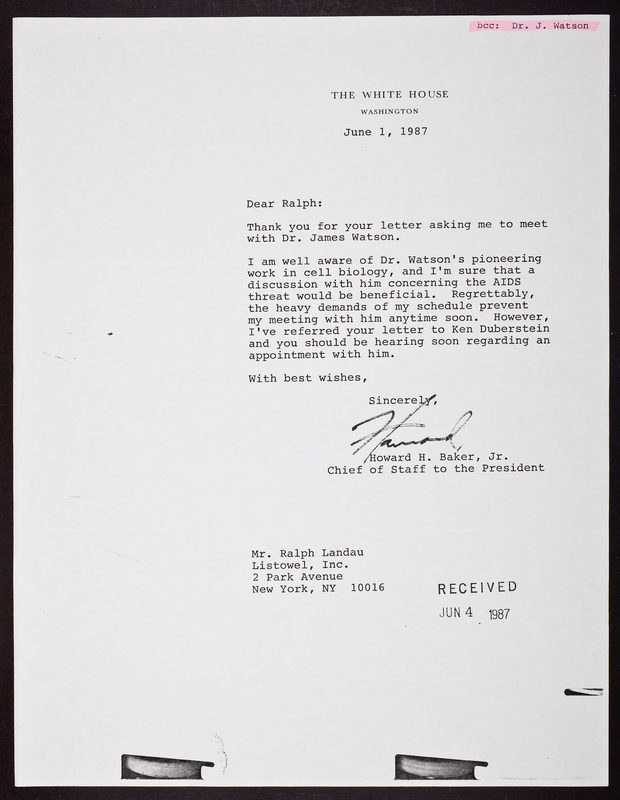 bcc: Dr. J. Watson
THE WHITE HOUSE
WASHINGTON
June 1, 1987
Dear Ralph:
Thank you for your letter asking me to meet
with Dr. James Watson.
I am well aware of Dr. Watson's pioneering
work in cell biology, and I'm sure that a
discussion with him concerning the AIDS
threat would be beneficial. Regrettably,
the heavy demands of my schedule prevent
my meeting with him anytime soon. However,
I've referred your letter to Ken Duberstein
and you should be hearing soon regarding an
appointment with him.
With best wishes,
Sincerely,
Howard
Howard H. Baker, Jr.
Chief of Staff to the President
Mr. Ralph Landau
Listowel, Inc.
2 Park Avenue
New York, NY 10016
RECEIVED
JUN 4 1987